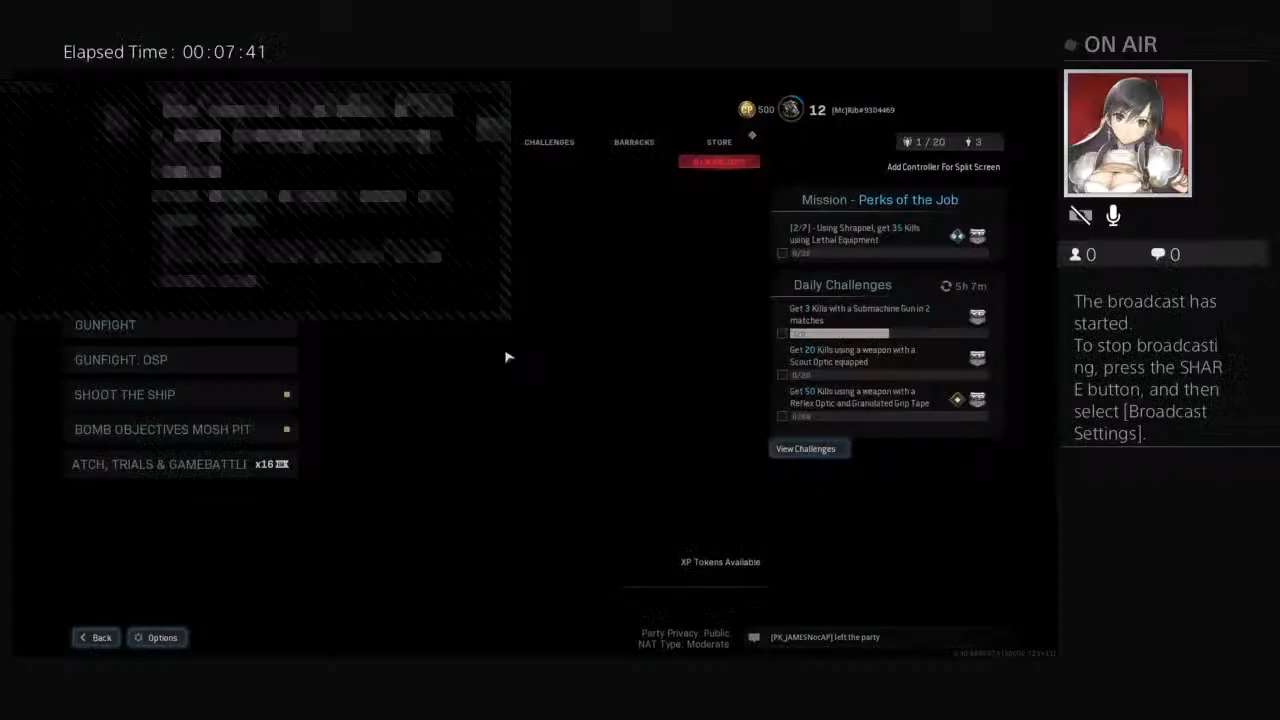 Elapsed Time: 00:07:41
ON AIR
CP 500 12 [Mc]Rib#9304469
CHALLENGES BARRACKS STORE
1 / 20 3
Add Controller For Split Screen
Mission - Perks of the Job
[2/7] - Using Shrapnel, get 35 Kills
using Lethal Equipment
0/35
Daily Challenges 5h 7m
Get 3 Kills with a Submachine Gun in 2
matches
Get 20 Kills using a weapon with a
Scout Optic equipped
0/20
Get 50 Kills using a weapon with a
Reflex Optic and Granulated Grip Tape
0/50
View Challenges
GUNFIGHT
GUNFIGHT: OSP
SHOOT THE SHIP
BOMB OBJECTIVES MOSH PIT
ATCH, TRIALS & GAMEBATTLE x16
XP Tokens Available
Back Options
Party Privacy: Public
NAT Type: Moderate
[PK_JAMESNocAP] left the party
0 0
The broadcast has
started.
To stop broadcasti
ng, press the SHAR
E button, and then
select [Broadcast
Settings].